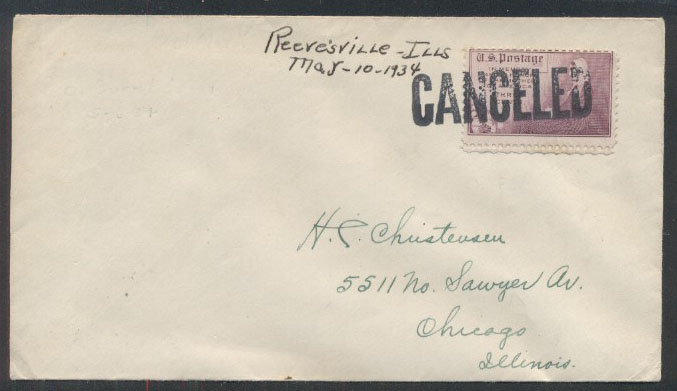 Reevesville - Ills
May - 10 - 1934
U.S. Postage
CANCELED
H. C. Christensen
5511 No. Sawyer Av.
Chicago
Illinois.